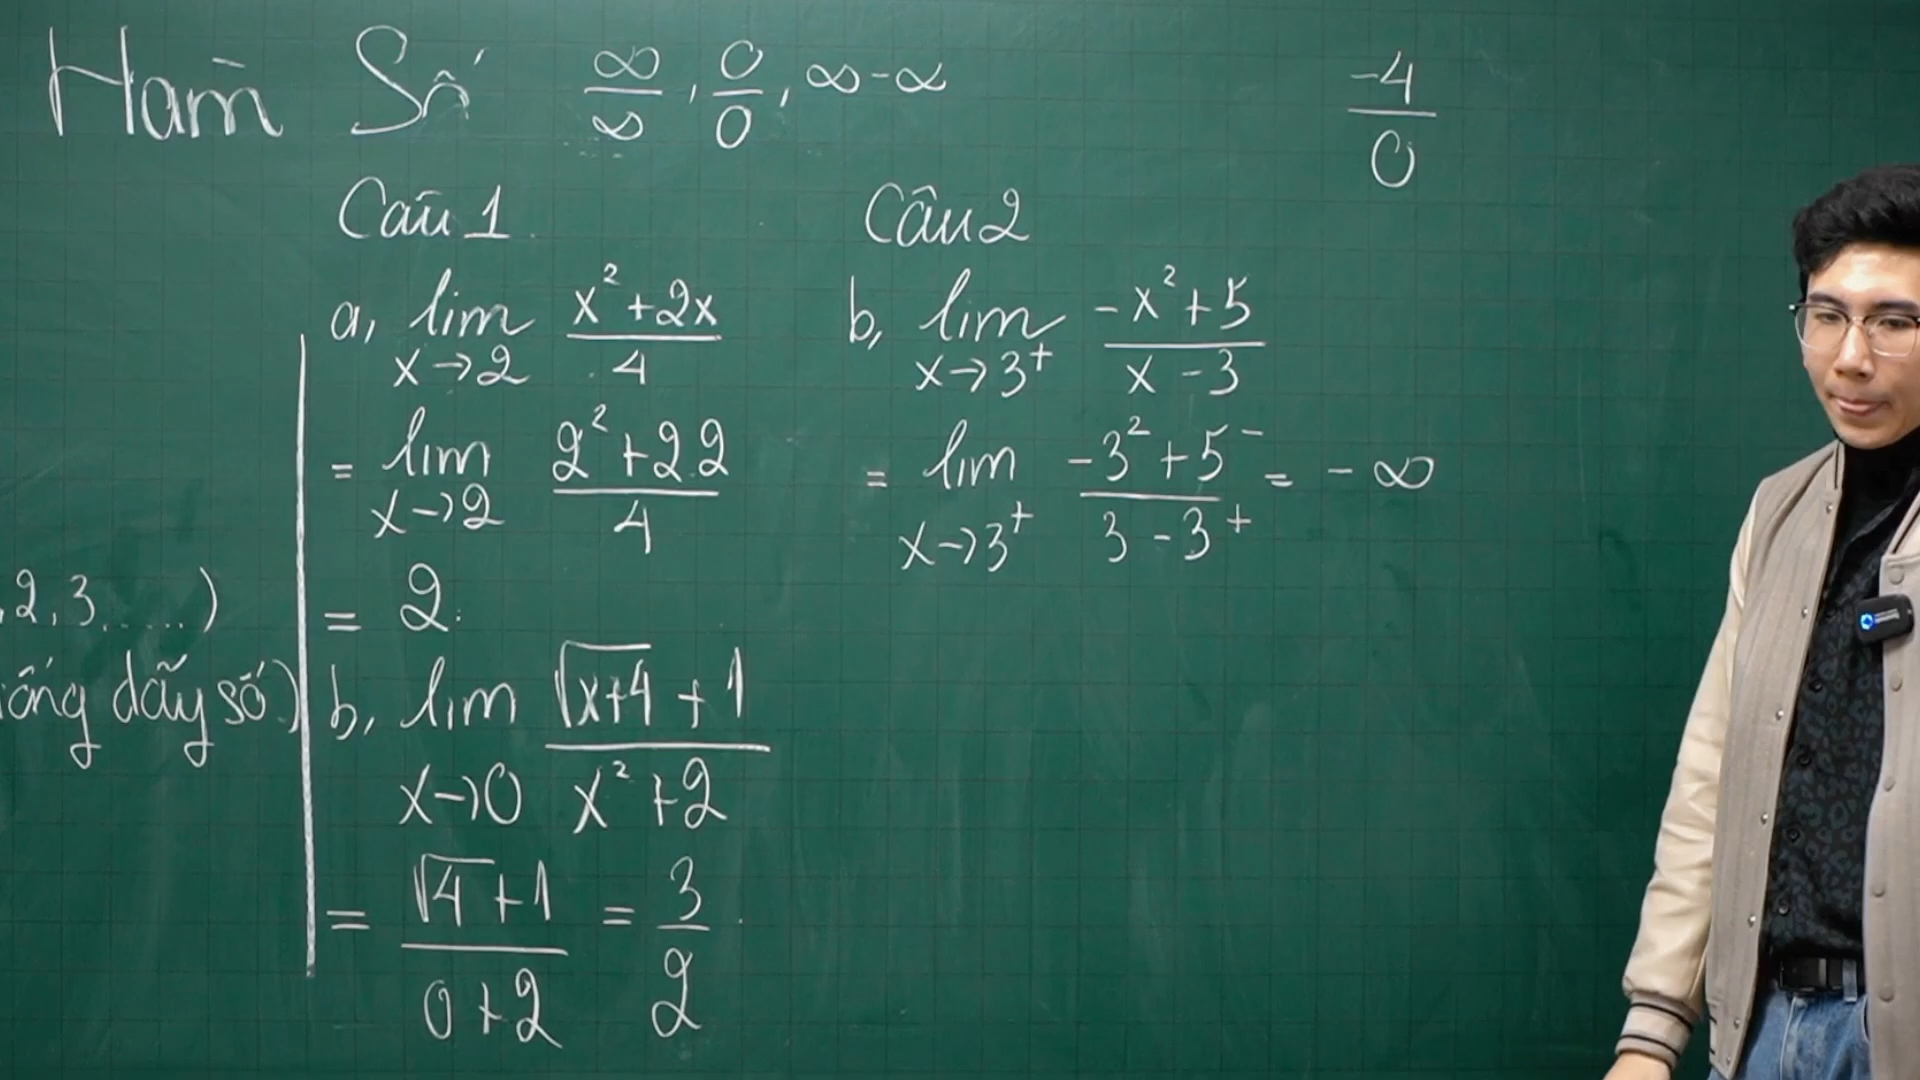 Hàm Số ∞/∞ , 0/0 , ∞-∞
-4/0
,2,3,.....)
dãy số)
Câu 1
a, lim x→2 (x²+2x)/4
= lim x→2 (2²+2.2)/4
= 2.
b, lim x→0 (√(x+4) + 1)/(x²+2)
= (√4+1)/(0+2) = 3/2.
Câu 2
b, lim x→3⁺ (-x²+5)/(x-3)
= lim x→3⁺ (-3²+5⁻)/(3-3⁺) = -∞